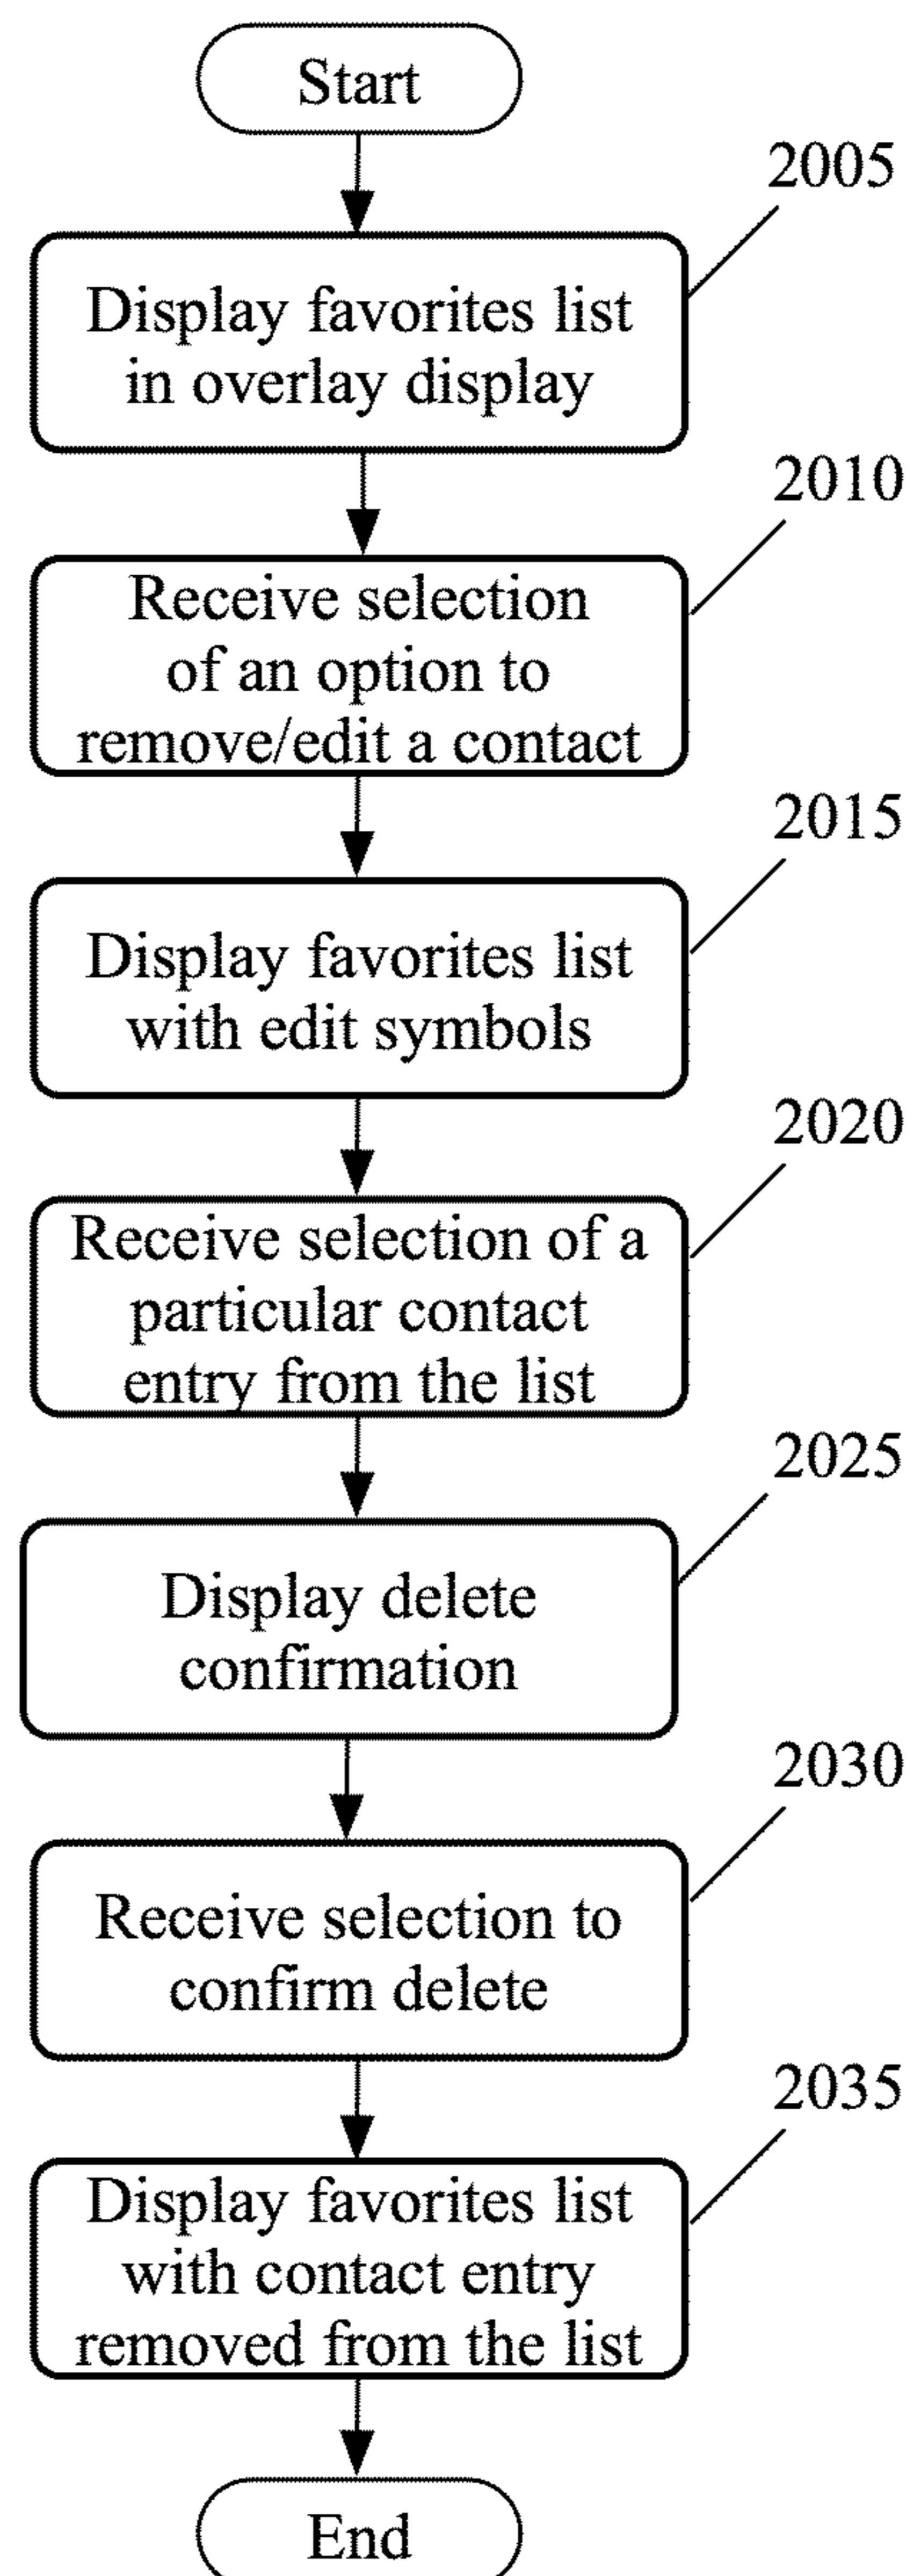 Start
2005
Display favorites list
in overlay display
2010
Receive selection
of an option to
remove/edit a contact
2015
Display favorites list
with edit symbols
2020
Receive selection of a
particular contact
entry from the list
2025
Display delete
confirmation
2030
Receive selection to
confirm delete
2035
Display favorites list
with contact entry
removed from the list
End